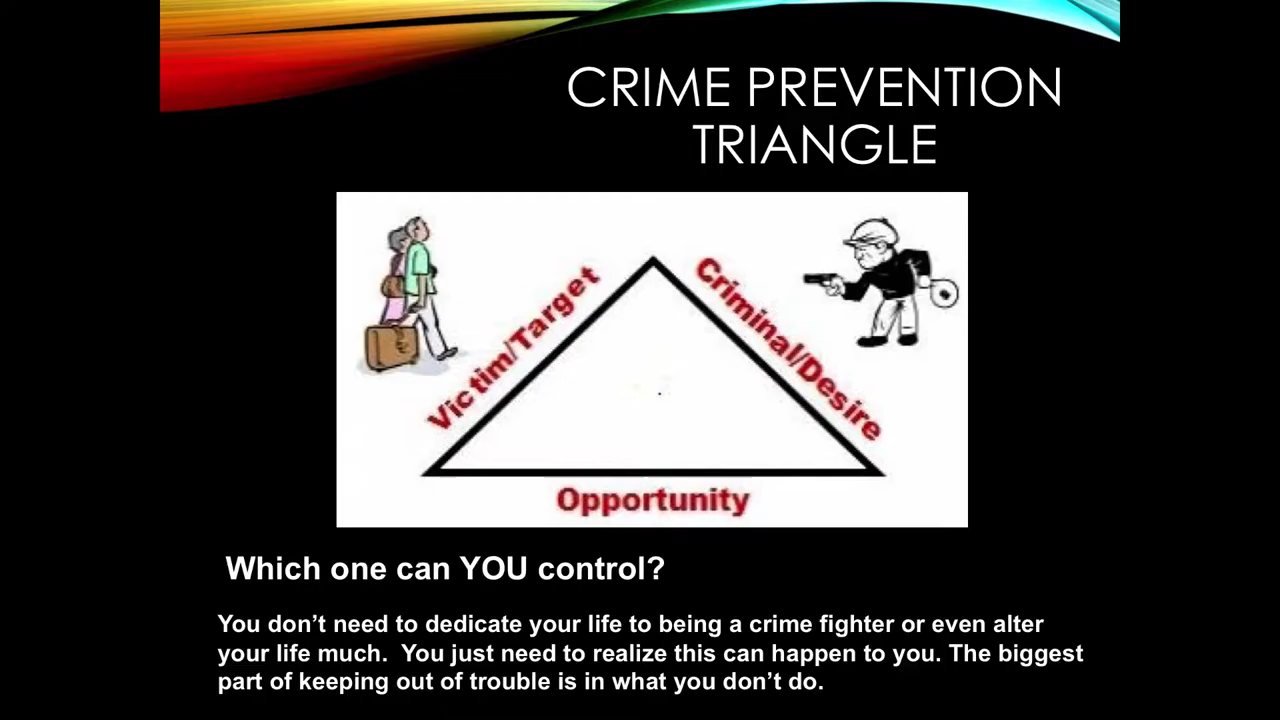 CRIME PREVENTION
TRIANGLE
Victim/Target
Criminal/Desire
Opportunity
Which one can YOU control?
You don't need to dedicate your life to being a crime fighter or even alter
your life much.  You just need to realize this can happen to you. The biggest
part of keeping out of trouble is in what you don't do.